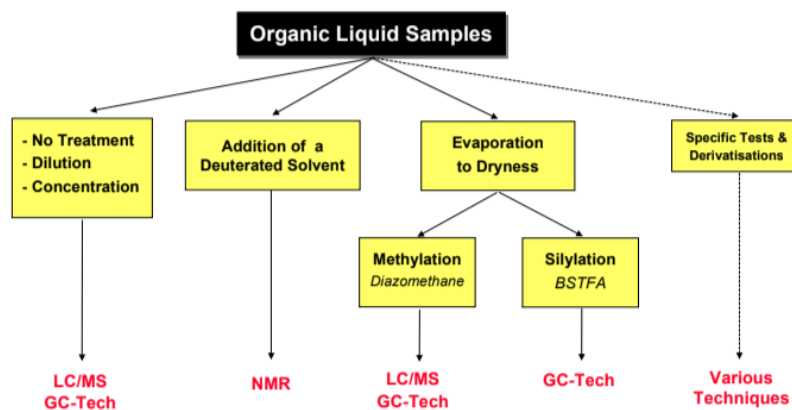 Organic Liquid Samples
- No Treatment
- Dilution
- Concentration
Addition of a
Deuterated Solvent
Evaporation
to Dryness
Specific Tests &
Derivatisations
Methylation
Diazomethane
Silylation
BSTFA
LC/MS
GC-Tech
NMR
LC/MS
GC-Tech
GC-Tech
Various
Techniques